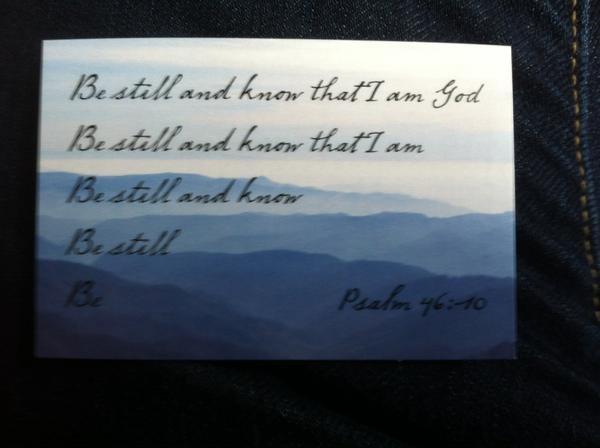 Be still and know that I am God
Be still and know that I am
Be still and know
Be still
Be
Psalm 46:10